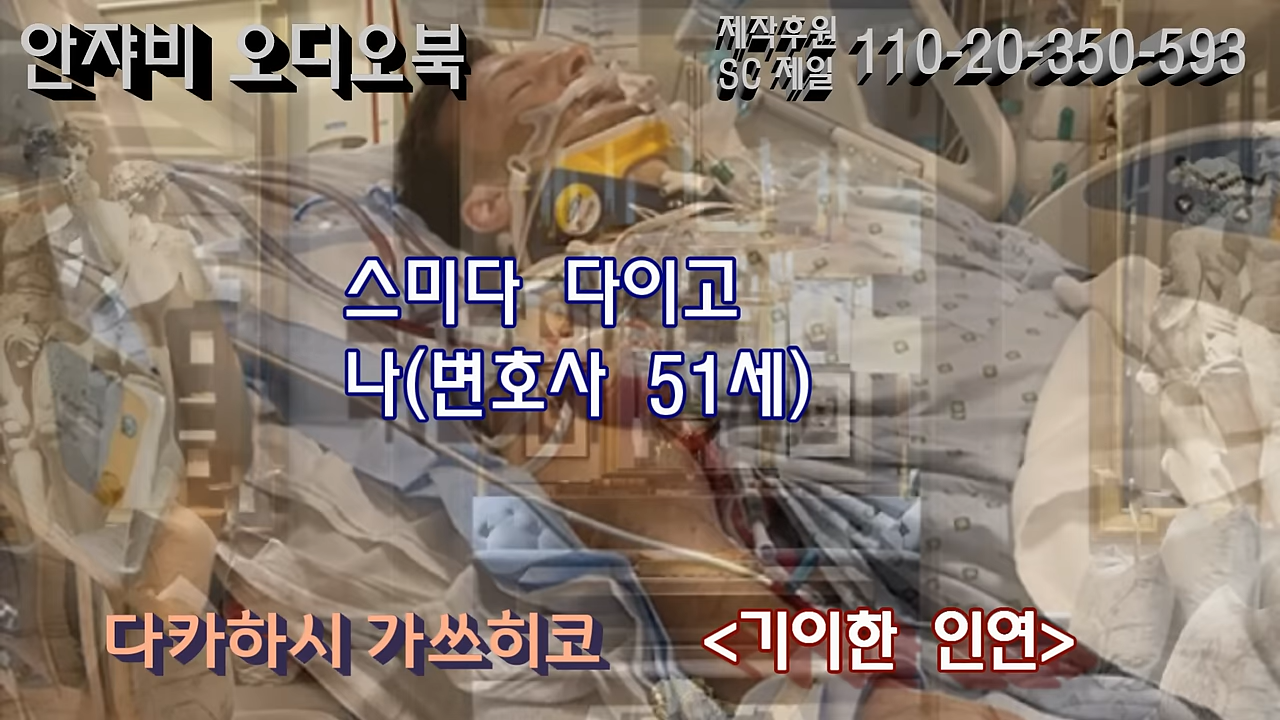 안쟈비 오디오북
제작후원
SC 제일
110-20-350-593
스미다 다이고
나(변호사 51세)
다카하시 가쓰히코
<기이한 인연>